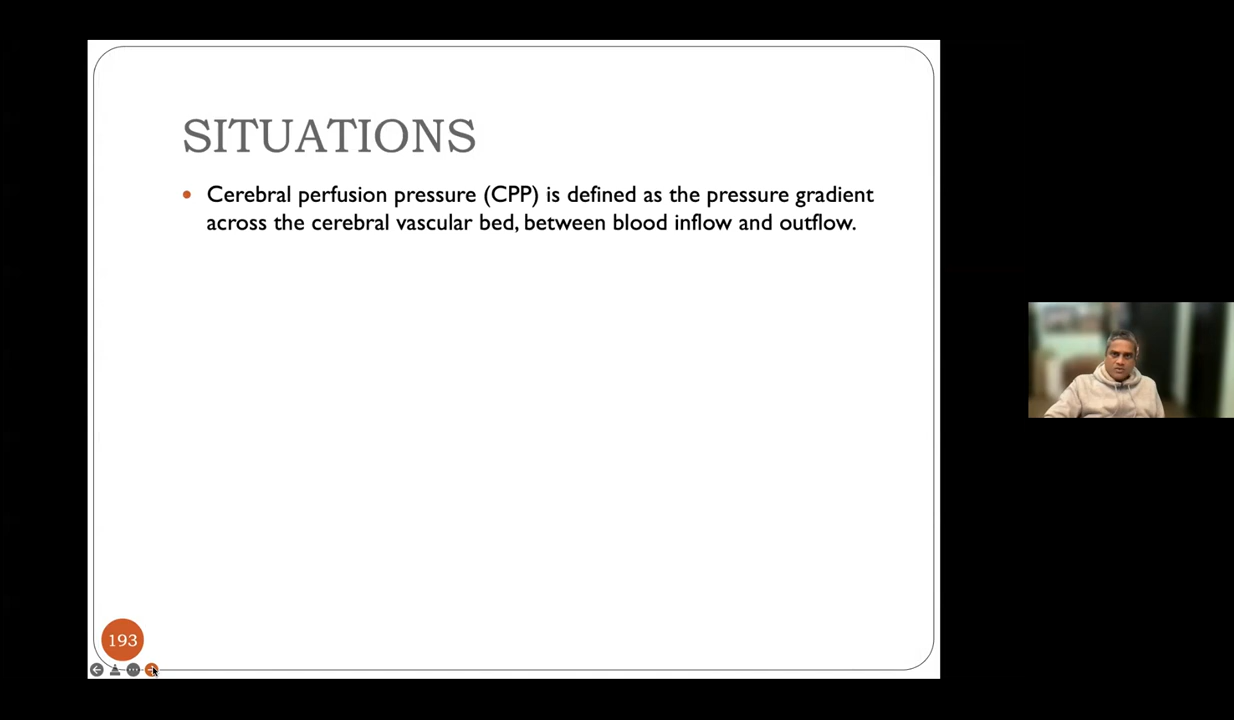 SITUATIONS
• Cerebral perfusion pressure (CPP) is defined as the pressure gradient
across the cerebral vascular bed, between blood inflow and outflow.
193